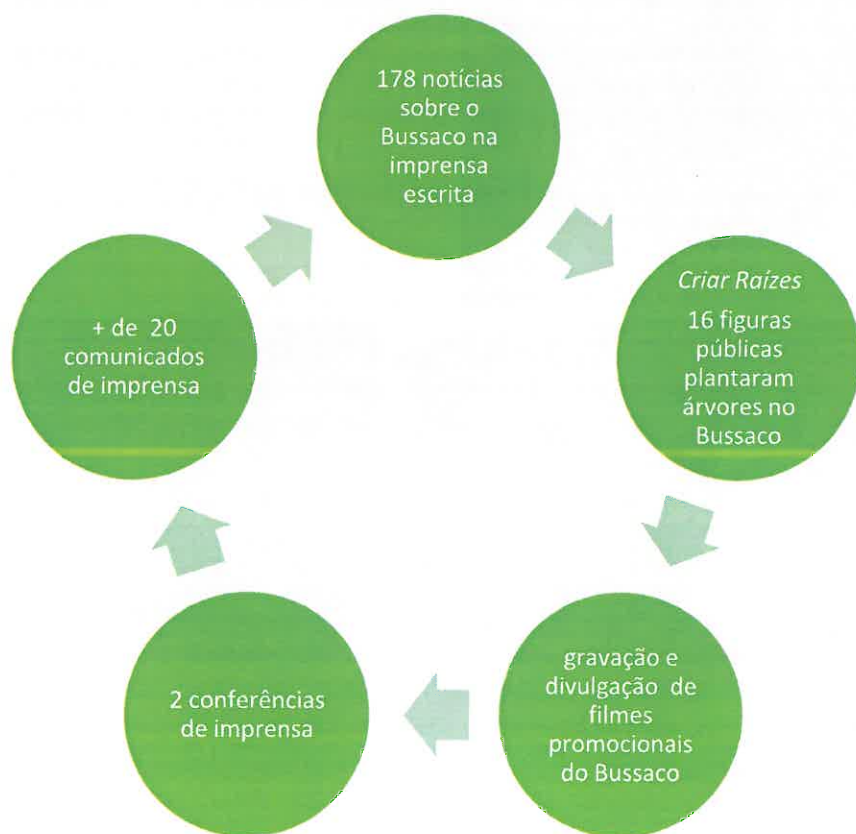 178 notícias
sobre o
Bussaco na
imprensa
escrita
Criar Raízes
16 figuras
públicas
plantaram
árvores no
Bussaco
gravação e
divulgação de
filmes
promocionais
do Bussaco
2 conferências
de imprensa
+ de 20
comunicados
de imprensa